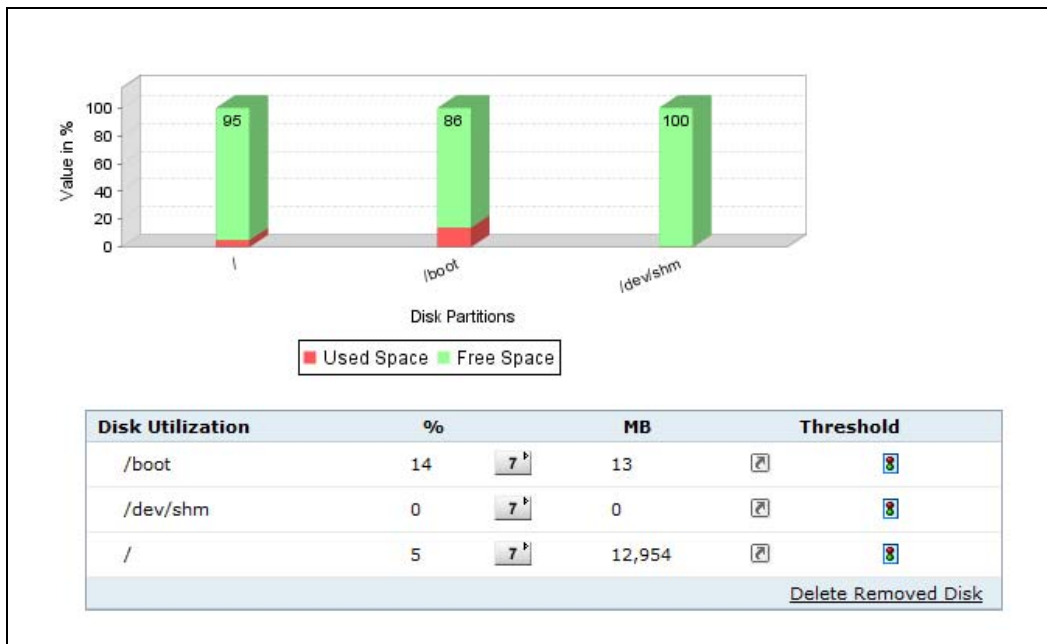 Value in %
100
80
60
40
20
0
95
86
100
/
/boot
/dev/shm
Disk Partitions
Used Space Free Space
Disk Utilization % MB Threshold
/boot 14 7 13
/dev/shm 0 7 0
/ 5 7 12,954
Delete Removed Disk